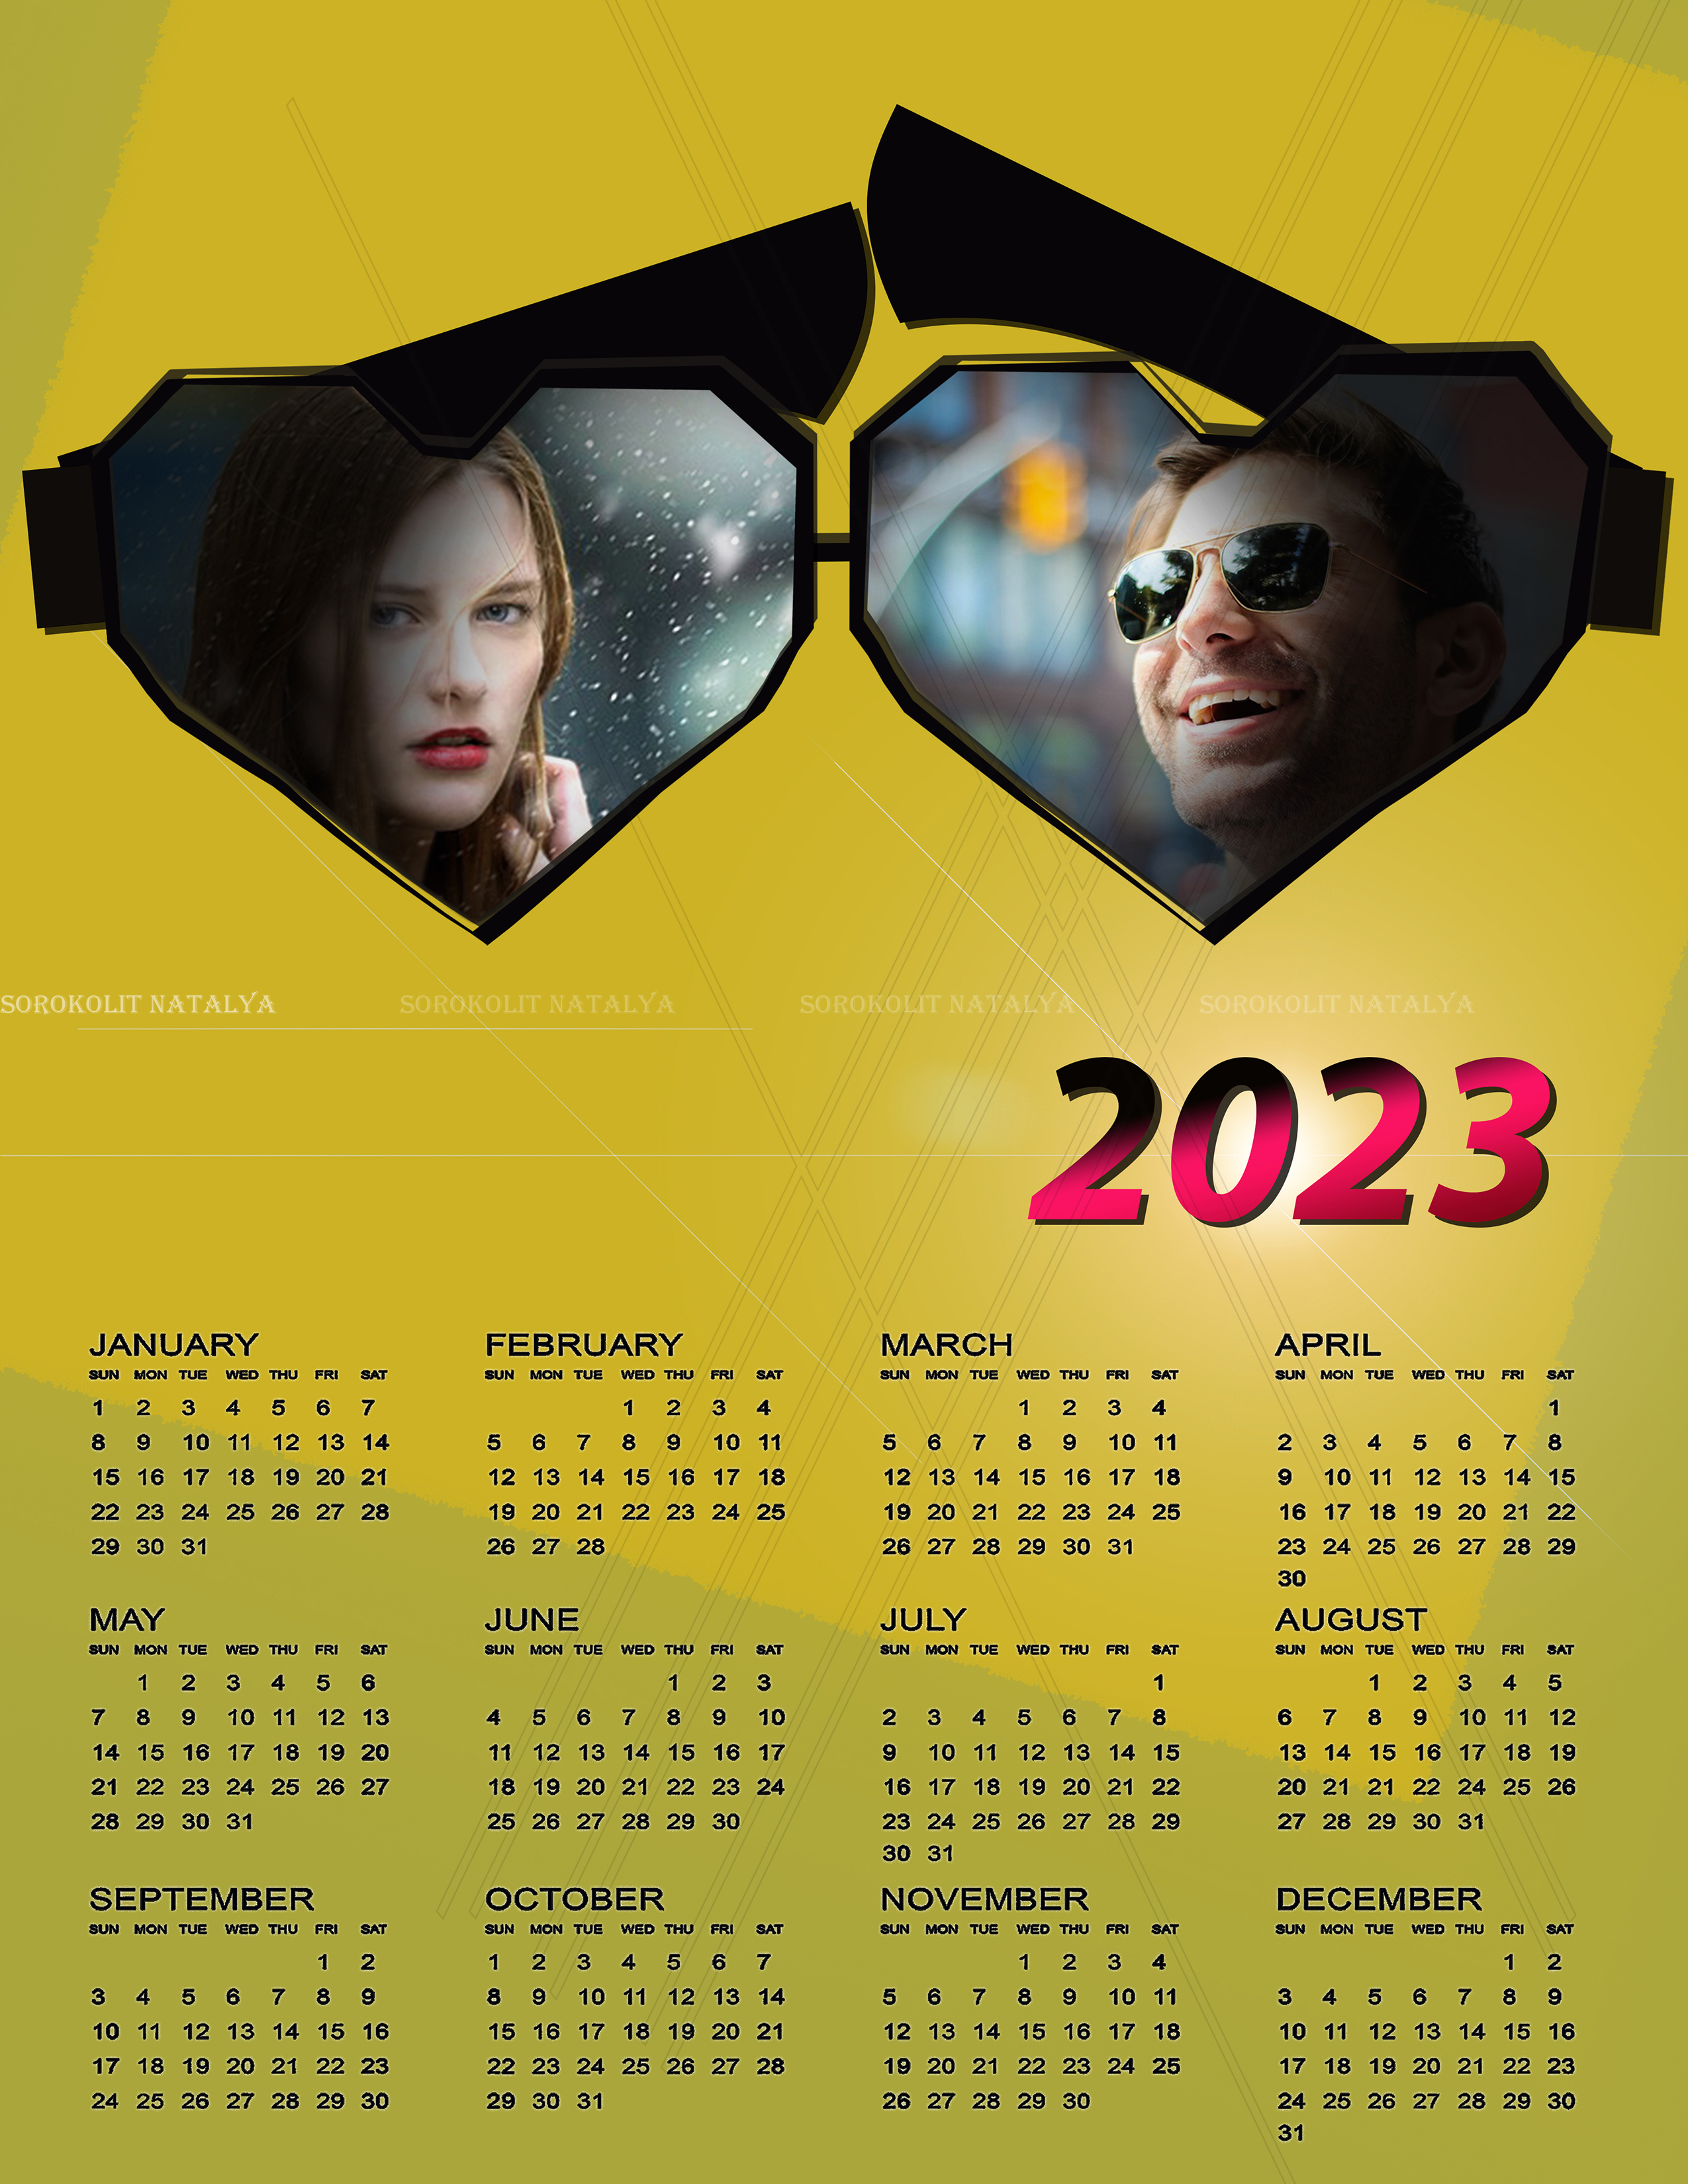 SOROKOLIT NATALYA SOROKOLIT NATALYA SOROKOLIT NATALYA SOROKOLIT NATALYA
2023
JANUARY
SUN MON TUE WED THU FRI SAT
1 2 3 4 5 6 7
8 9 10 11 12 13 14
15 16 17 18 19 20 21
22 23 24 25 26 27 28
29 30 31
FEBRUARY
SUN MON TUE WED THU FRI SAT
1 2 3 4
5 6 7 8 9 10 11
12 13 14 15 16 17 18
19 20 21 22 23 24 25
26 27 28
MARCH
SUN MON TUE WED THU FRI SAT
1 2 3 4
5 6 7 8 9 10 11
12 13 14 15 16 17 18
19 20 21 22 23 24 25
26 27 28 29 30 31
APRIL
SUN MON TUE WED THU FRI SAT
1
2 3 4 5 6 7 8
9 10 11 12 13 14 15
16 17 18 19 20 21 22
23 24 25 26 27 28 29
30
MAY
SUN MON TUE WED THU FRI SAT
1 2 3 4 5 6
7 8 9 10 11 12 13
14 15 16 17 18 19 20
21 22 23 24 25 26 27
28 29 30 31
JUNE
SUN MON TUE WED THU FRI SAT
1 2 3
4 5 6 7 8 9 10
11 12 13 14 15 16 17
18 19 20 21 22 23 24
25 26 27 28 29 30
JULY
SUN MON TUE WED THU FRI SAT
1
2 3 4 5 6 7 8
9 10 11 12 13 14 15
16 17 18 19 20 21 22
23 24 25 26 27 28 29
30 31
AUGUST
SUN MON TUE WED THU FRI SAT
1 2 3 4 5
6 7 8 9 10 11 12
13 14 15 16 17 18 19
20 21 21 22 24 25 26
27 28 29 30 31
SEPTEMBER
SUN MON TUE WED THU FRI SAT
1 2
3 4 5 6 7 8 9
10 11 12 13 14 15 16
17 18 19 20 21 22 23
24 25 26 27 28 29 30
OCTOBER
SUN MON TUE WED THU FRI SAT
1 2 3 4 5 6 7
8 9 10 11 12 13 14
15 16 17 18 19 20 21
22 23 24 25 26 27 28
29 30 31
NOVEMBER
SUN MON TUE WED THU FRI SAT
1 2 3 4
5 6 7 8 9 10 11
12 13 14 15 16 17 18
19 20 21 22 23 24 25
26 27 28 29 30
DECEMBER
SUN MON TUE WED THU FRI SAT
1 2
3 4 5 6 7 8 9
10 11 12 13 14 15 16
17 18 19 20 21 22 23
24 25 26 27 28 29 30
31